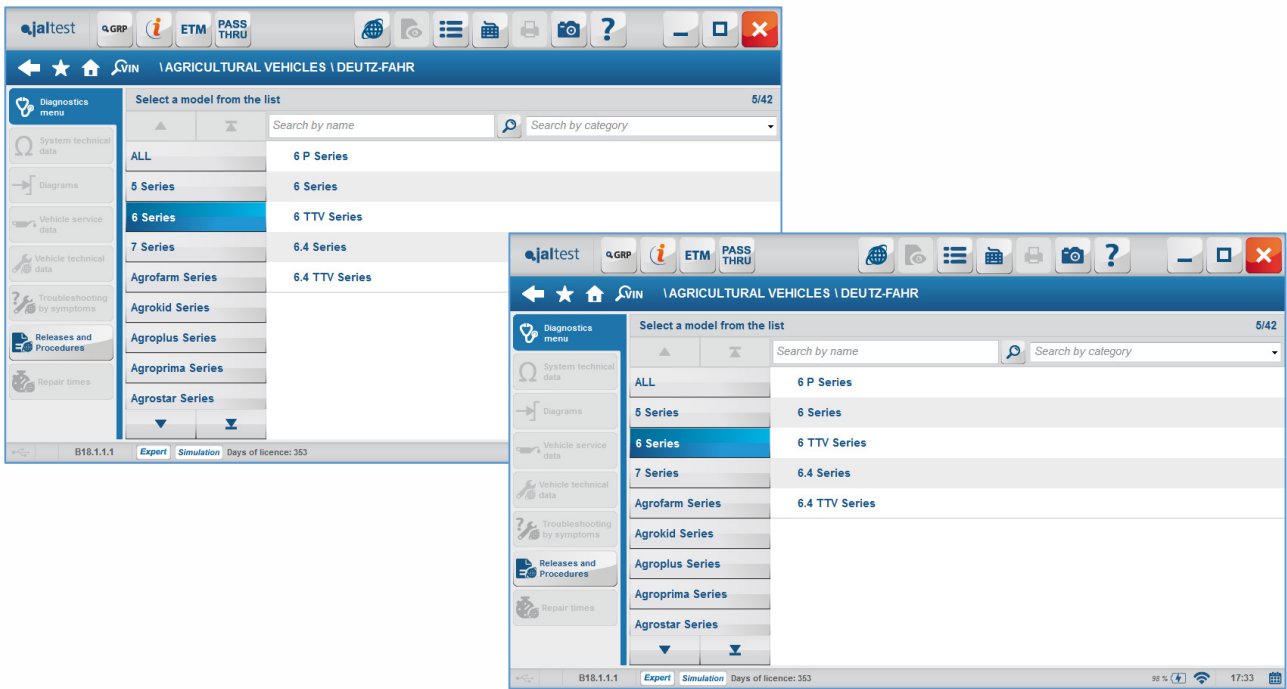 jaltest GRP i ETM PASS THRU ?
VIN \ AGRICULTURAL VEHICLES \ DEUTZ-FAHR
Diagnostics menu
System technical data
Diagrams
Vehicle service data
Vehicle technical data
Troubleshooting by symptoms
Releases and Procedures
Repair times
Select a model from the list 5/42
Search by name Search by category
ALL 6 P Series
5 Series 6 Series
6 Series 6 TTV Series
7 Series 6.4 Series
Agrofarm Series 6.4 TTV Series
Agrokid Series
Agroplus Series
Agroprima Series
Agrostar Series
B18.1.1.1 Expert Simulation Days of licence: 353
jaltest GRP i ETM PASS THRU ?
VIN \ AGRICULTURAL VEHICLES \ DEUTZ-FAHR
Diagnostics menu
System technical data
Diagrams
Vehicle service data
Vehicle technical data
Troubleshooting by symptoms
Releases and Procedures
Repair times
Select a model from the list 5/42
Search by name Search by category
ALL 6 P Series
5 Series 6 Series
6 Series 6 TTV Series
7 Series 6.4 Series
Agrofarm Series 6.4 TTV Series
Agrokid Series
Agroplus Series
Agroprima Series
Agrostar Series
B18.1.1.1 Expert Simulation Days of licence: 353 98 % 17:33